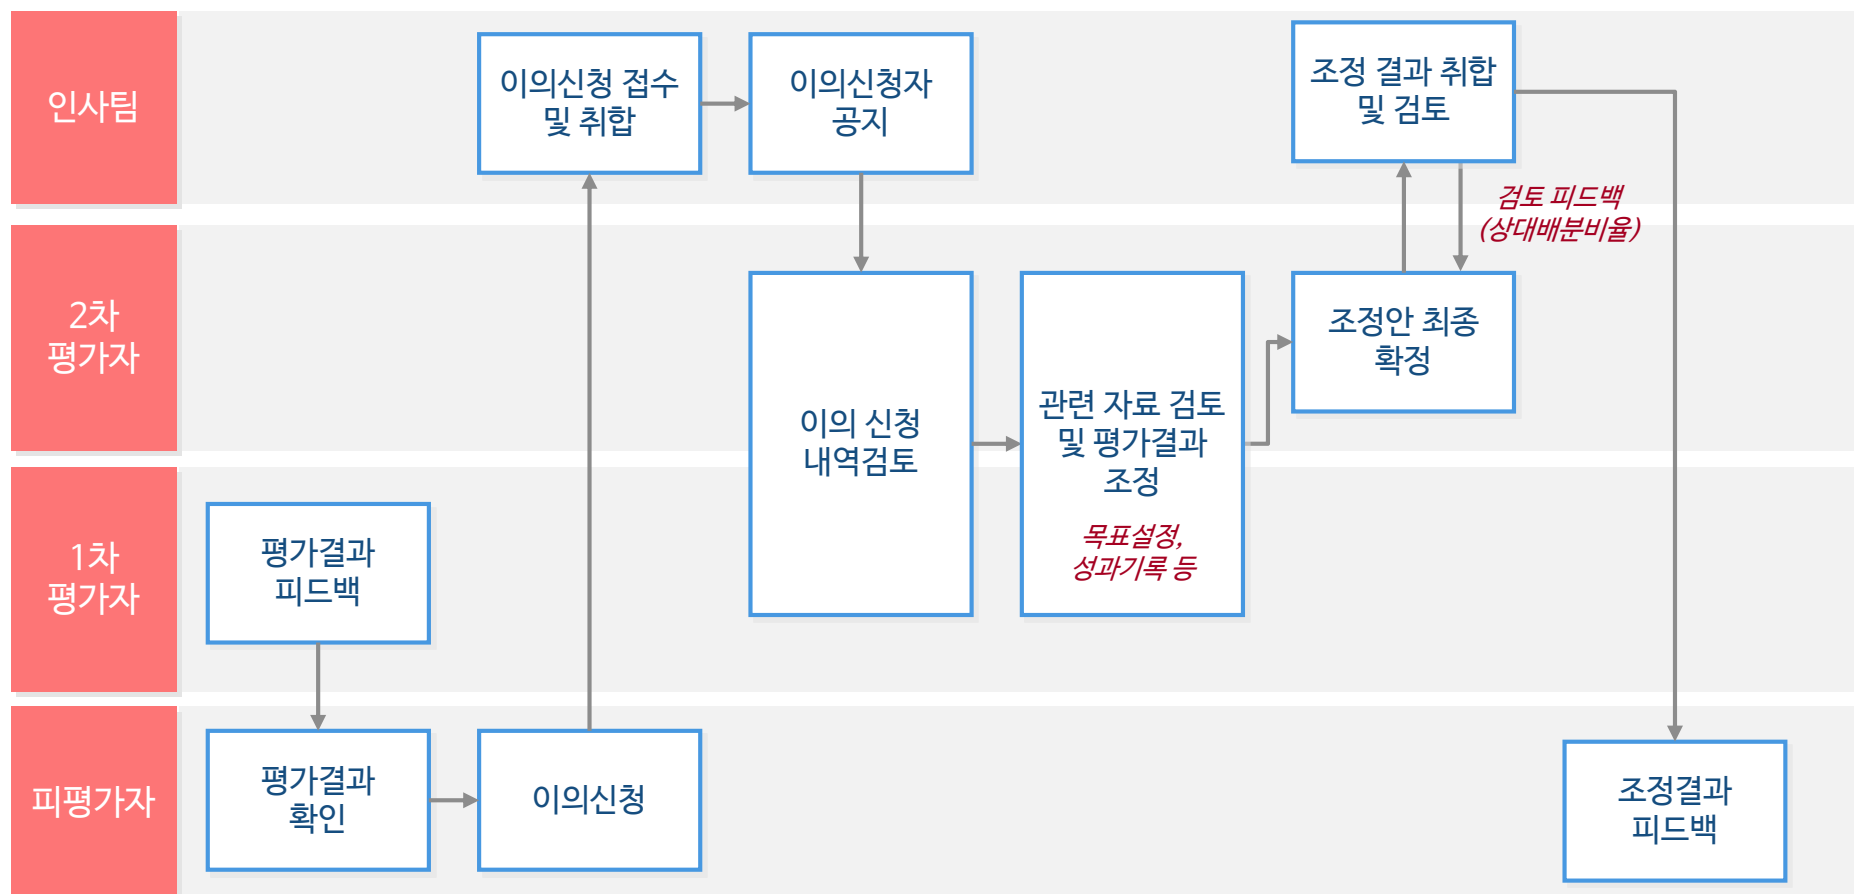 인사팀
이의신청 접수
및 취합
이의신청자
공지
조정 결과 취합
및 검토
검토 피드백
(상대배분비율)
2차
평가자
이의 신청
내역검토
관련 자료 검토
및 평가결과
조정
목표설정,
성과기록 등
조정안 최종
확정
1차
평가자
평가결과
피드백
피평가자
평가결과
확인
이의신청
조정결과
피드백